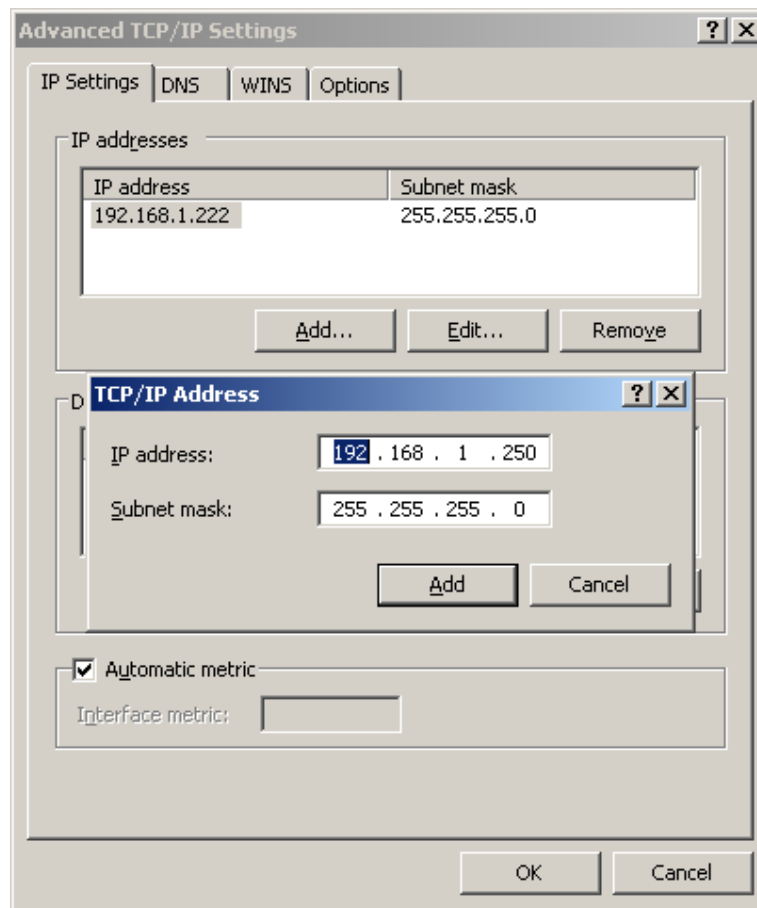 Advanced TCP/IP Settings
IP Settings DNS WINS Options
IP addresses
IP address Subnet mask
192.168.1.222 255.255.255.0
Add... Edit... Remove
D
TCP/IP Address
IP address: 192 . 168 . 1 . 250
Subnet mask: 255 . 255 . 255 . 0
Add Cancel
Automatic metric
Interface metric:
OK Cancel